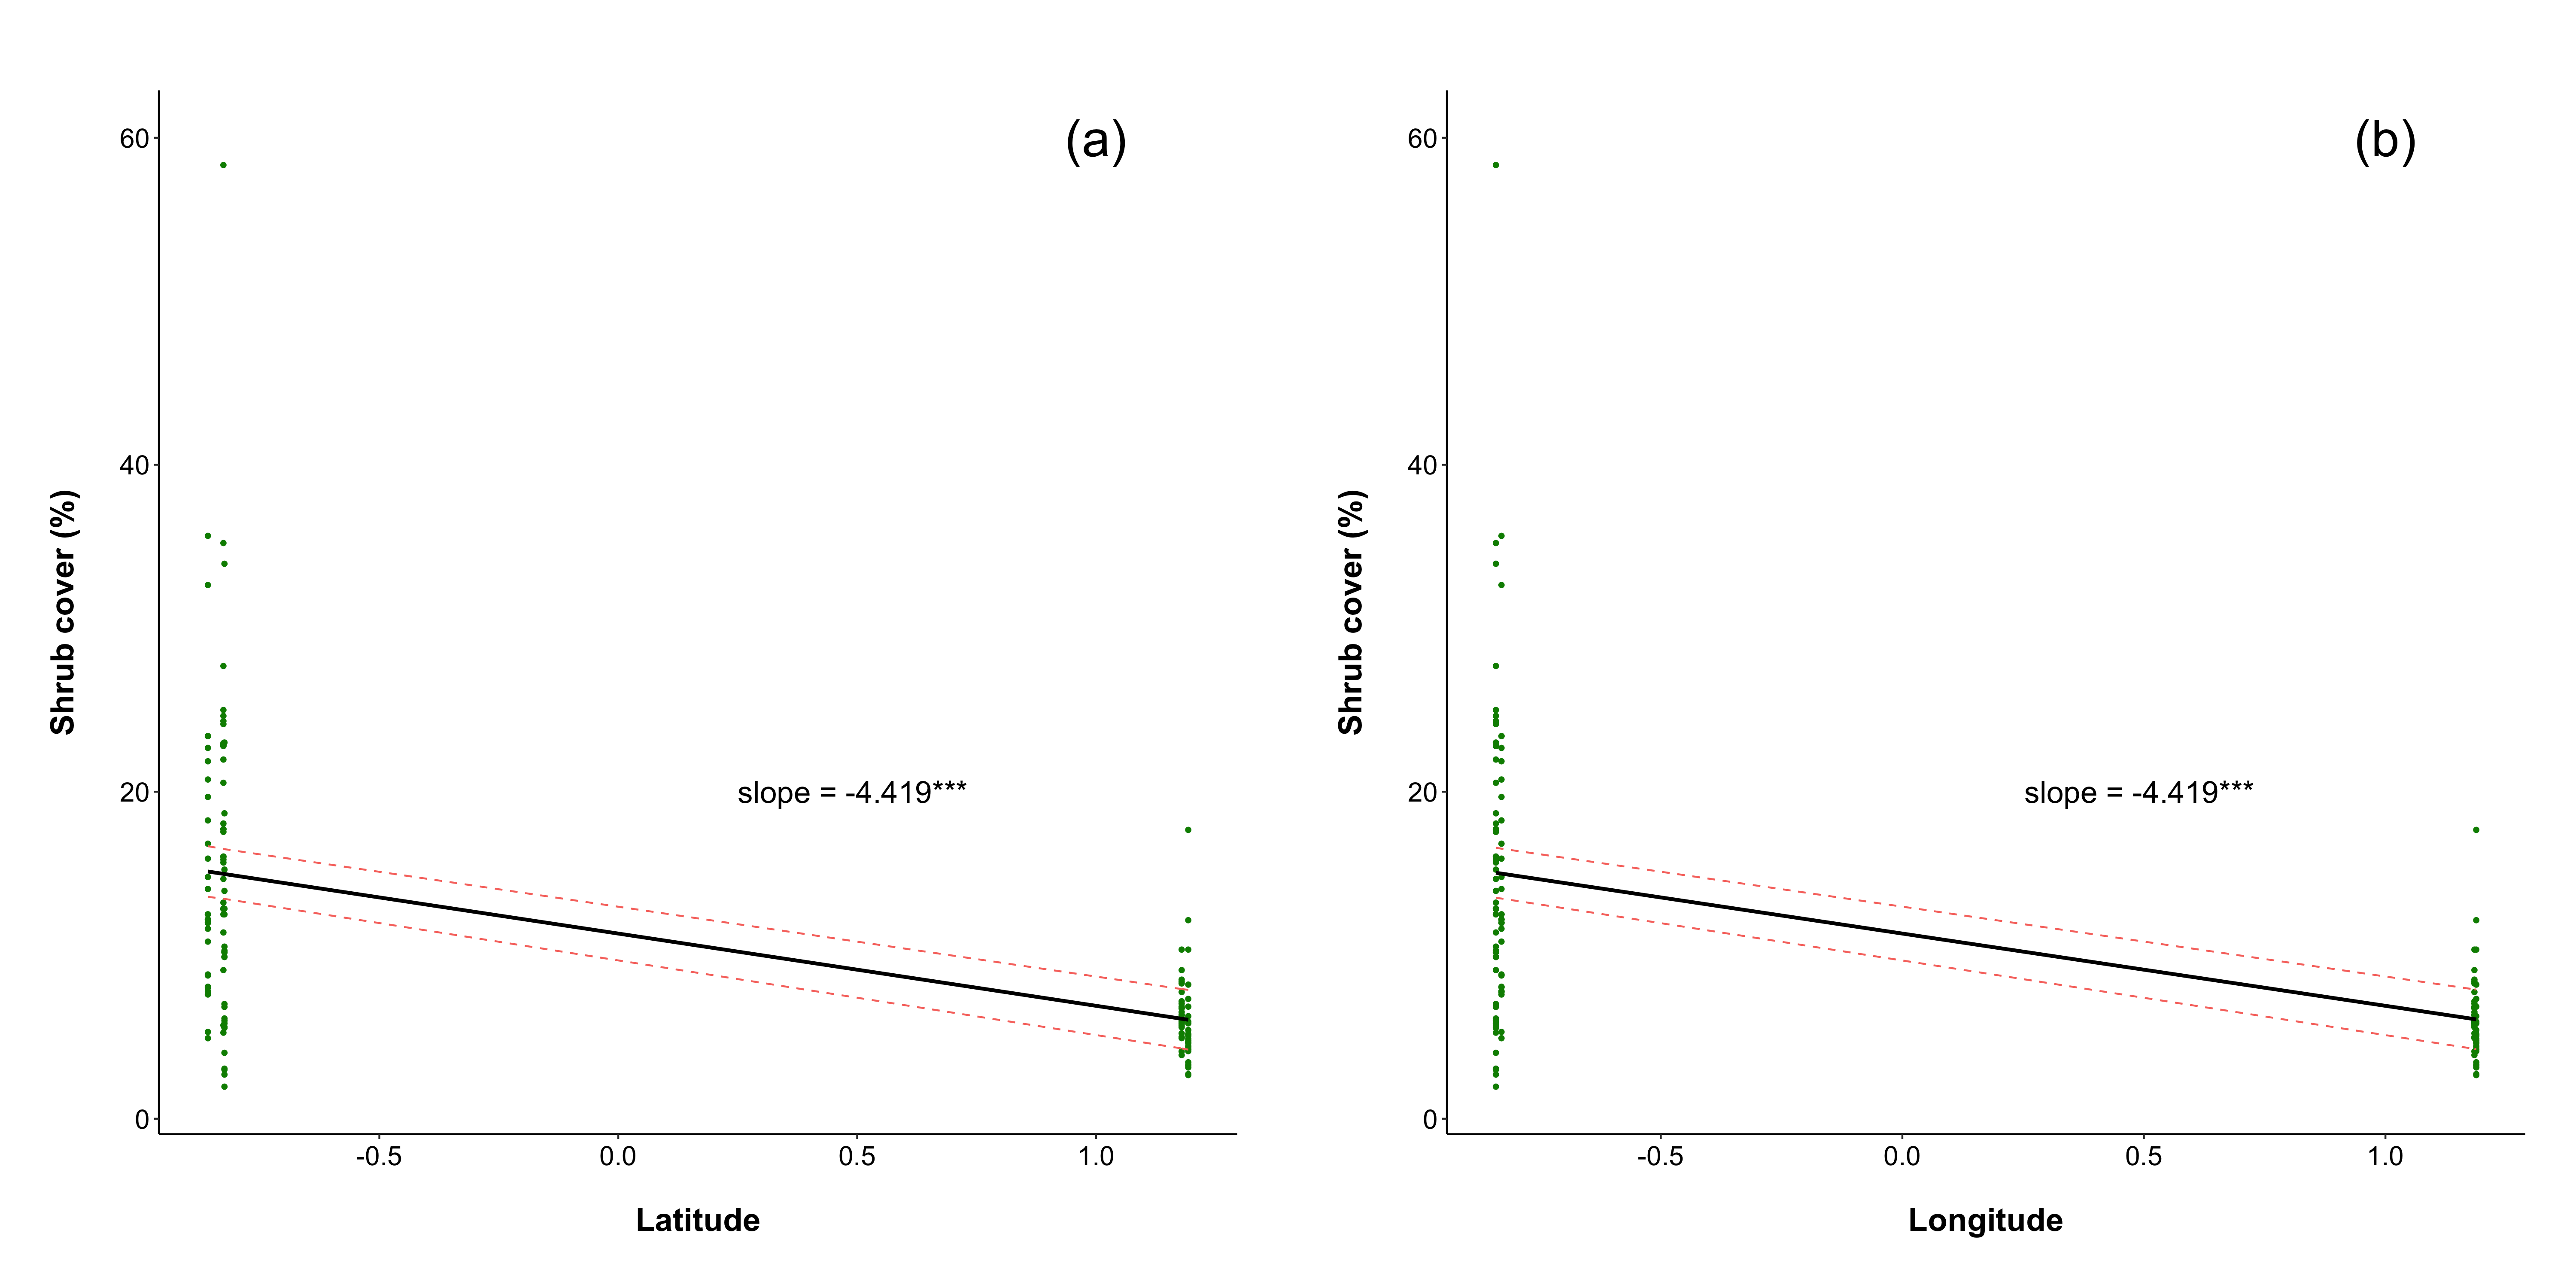 (a)
60
40
20
0
Shrub cover (%)
slope = -4.419***
-0.5 0.0 0.5 1.0
Latitude
(b)
60
40
20
0
Shrub cover (%)
slope = -4.419***
-0.5 0.0 0.5 1.0
Longitude